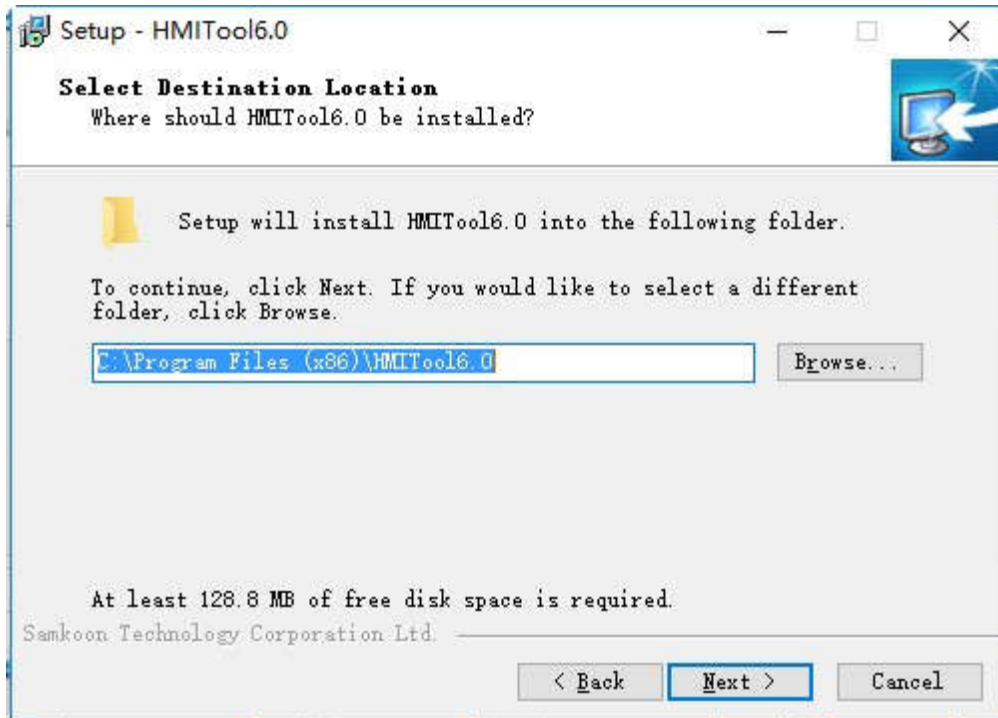 Setup - HMITool6.0
Select Destination Location
Where should HMITool6.0 be installed?
Setup will install HMITool6.0 into the following folder.
To continue, click Next. If you would like to select a different
folder, click Browse.
C:\Program Files (x86)\HMITool6.0
Browse...
At least 128.8 MB of free disk space is required.
Samkoon Technology Corporation Ltd.
< Back
Next >
Cancel